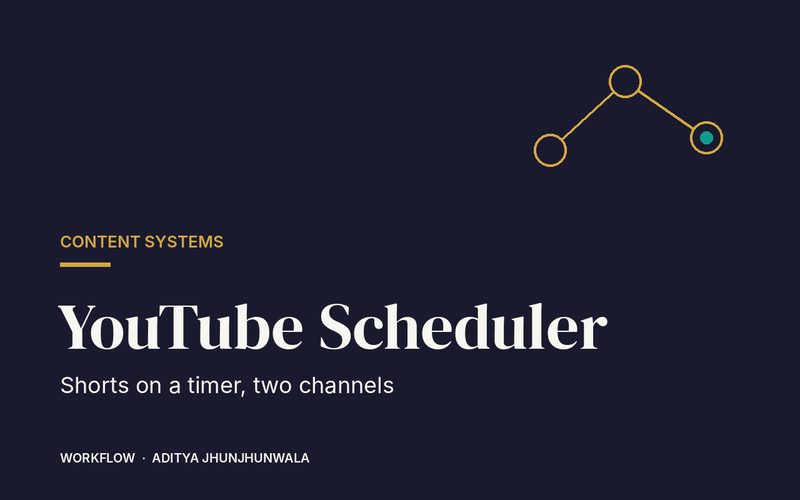 CONTENT SYSTEMS
YouTube Scheduler
Shorts on a timer, two channels
WORKFLOW · ADITYA JHUNJHUNWALA